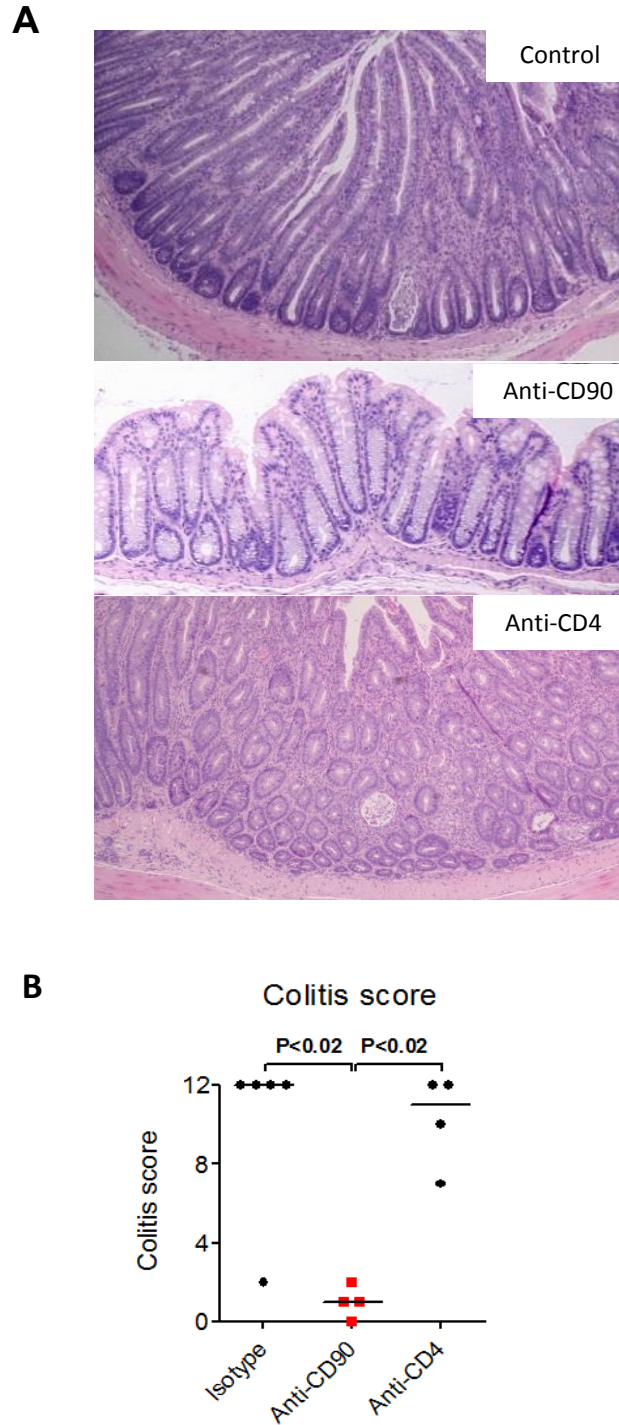 A
Control
Anti-CD90
Anti-CD4
B
Colitis score
P<0.02 P<0.02
Colitis score
12
8
4
0
Isotype
Anti-CD90
Anti-CD4